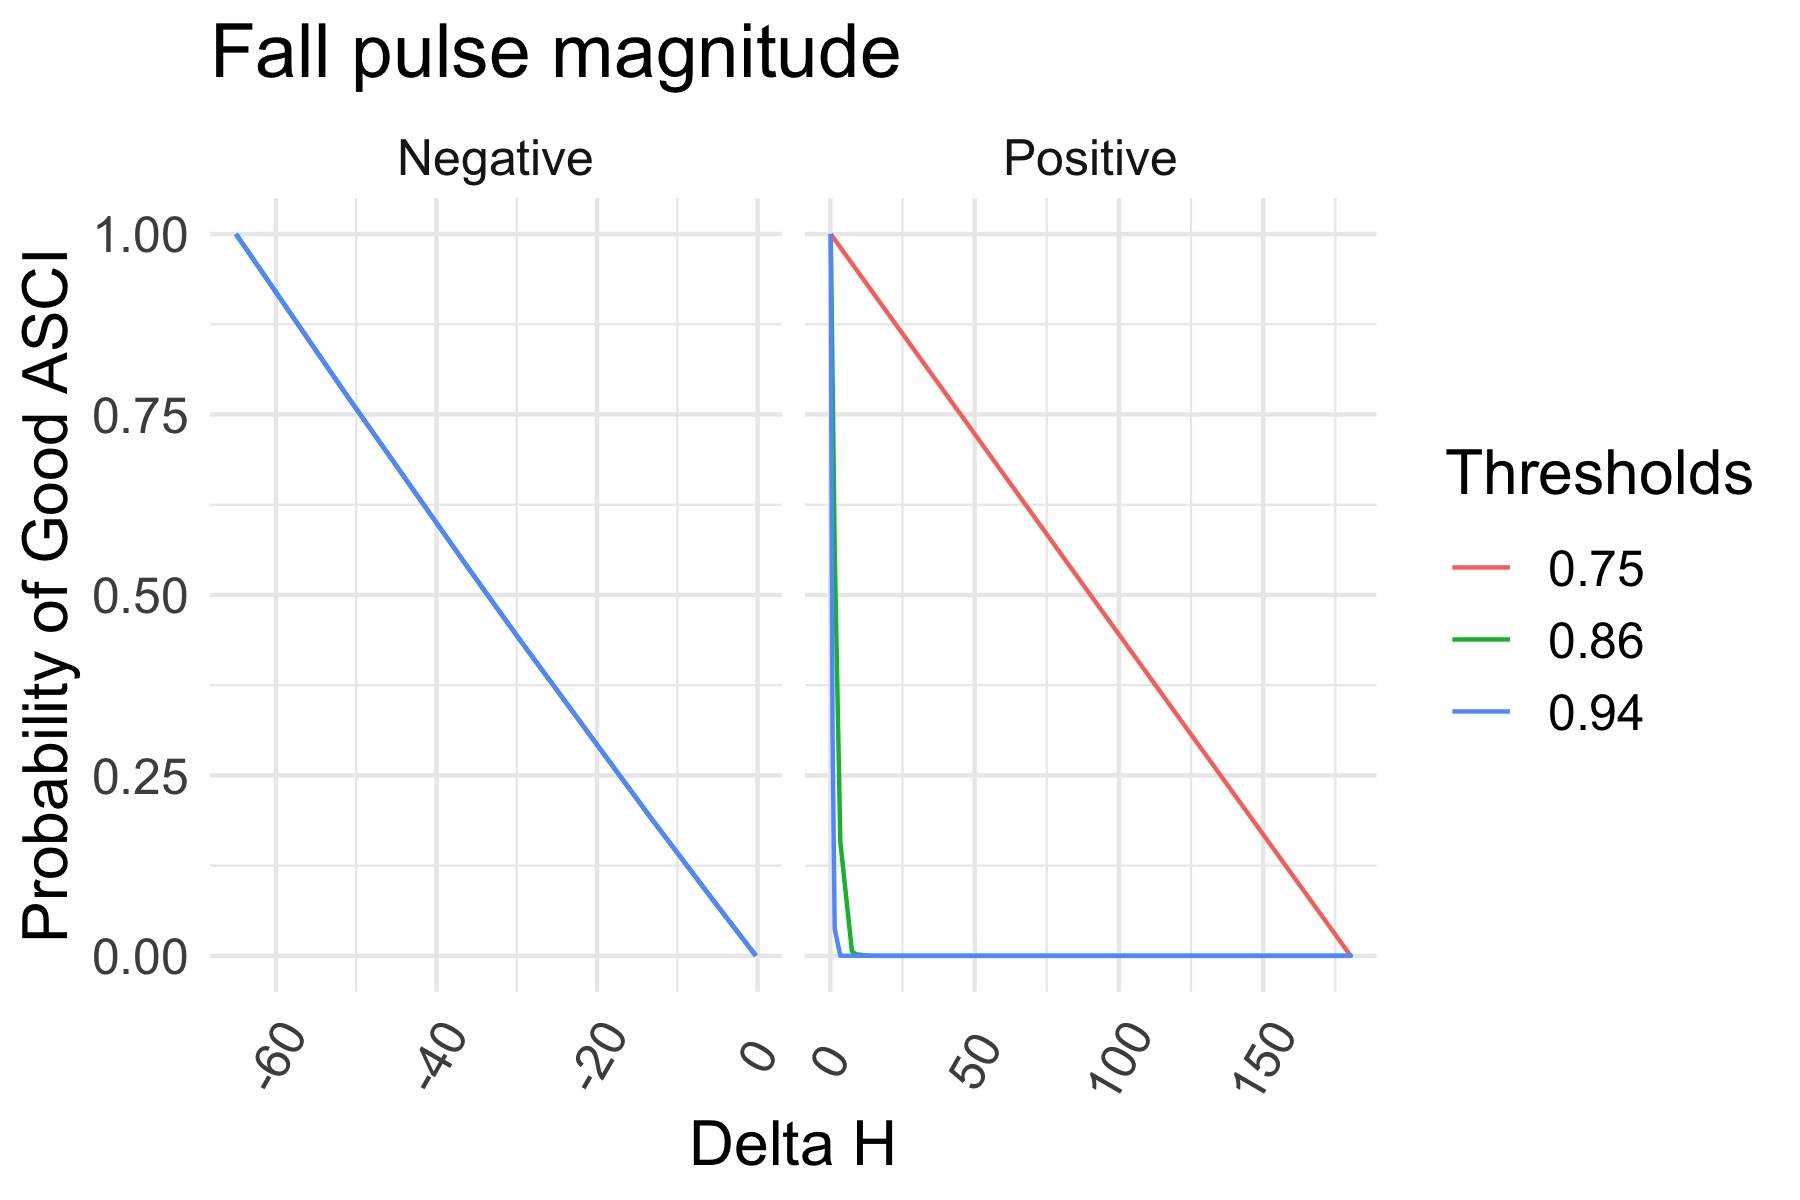 Fall pulse magnitude
Negative
Positive
Probability of Good ASCI
1.00
0.75
0.50
0.25
0.00
-60
-40
-20
0
0
50
100
150
Delta H
Thresholds
0.75
0.86
0.94